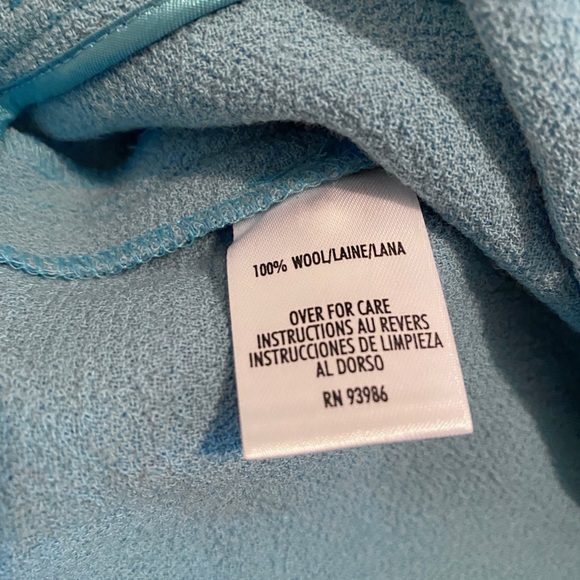 100% WOOL/LAINE/LANA
OVER FOR CARE
INSTRUCTIONS AU REVERS
INSTRUCCIONES DE LIMPIEZA
AL DORSO
RN 93986